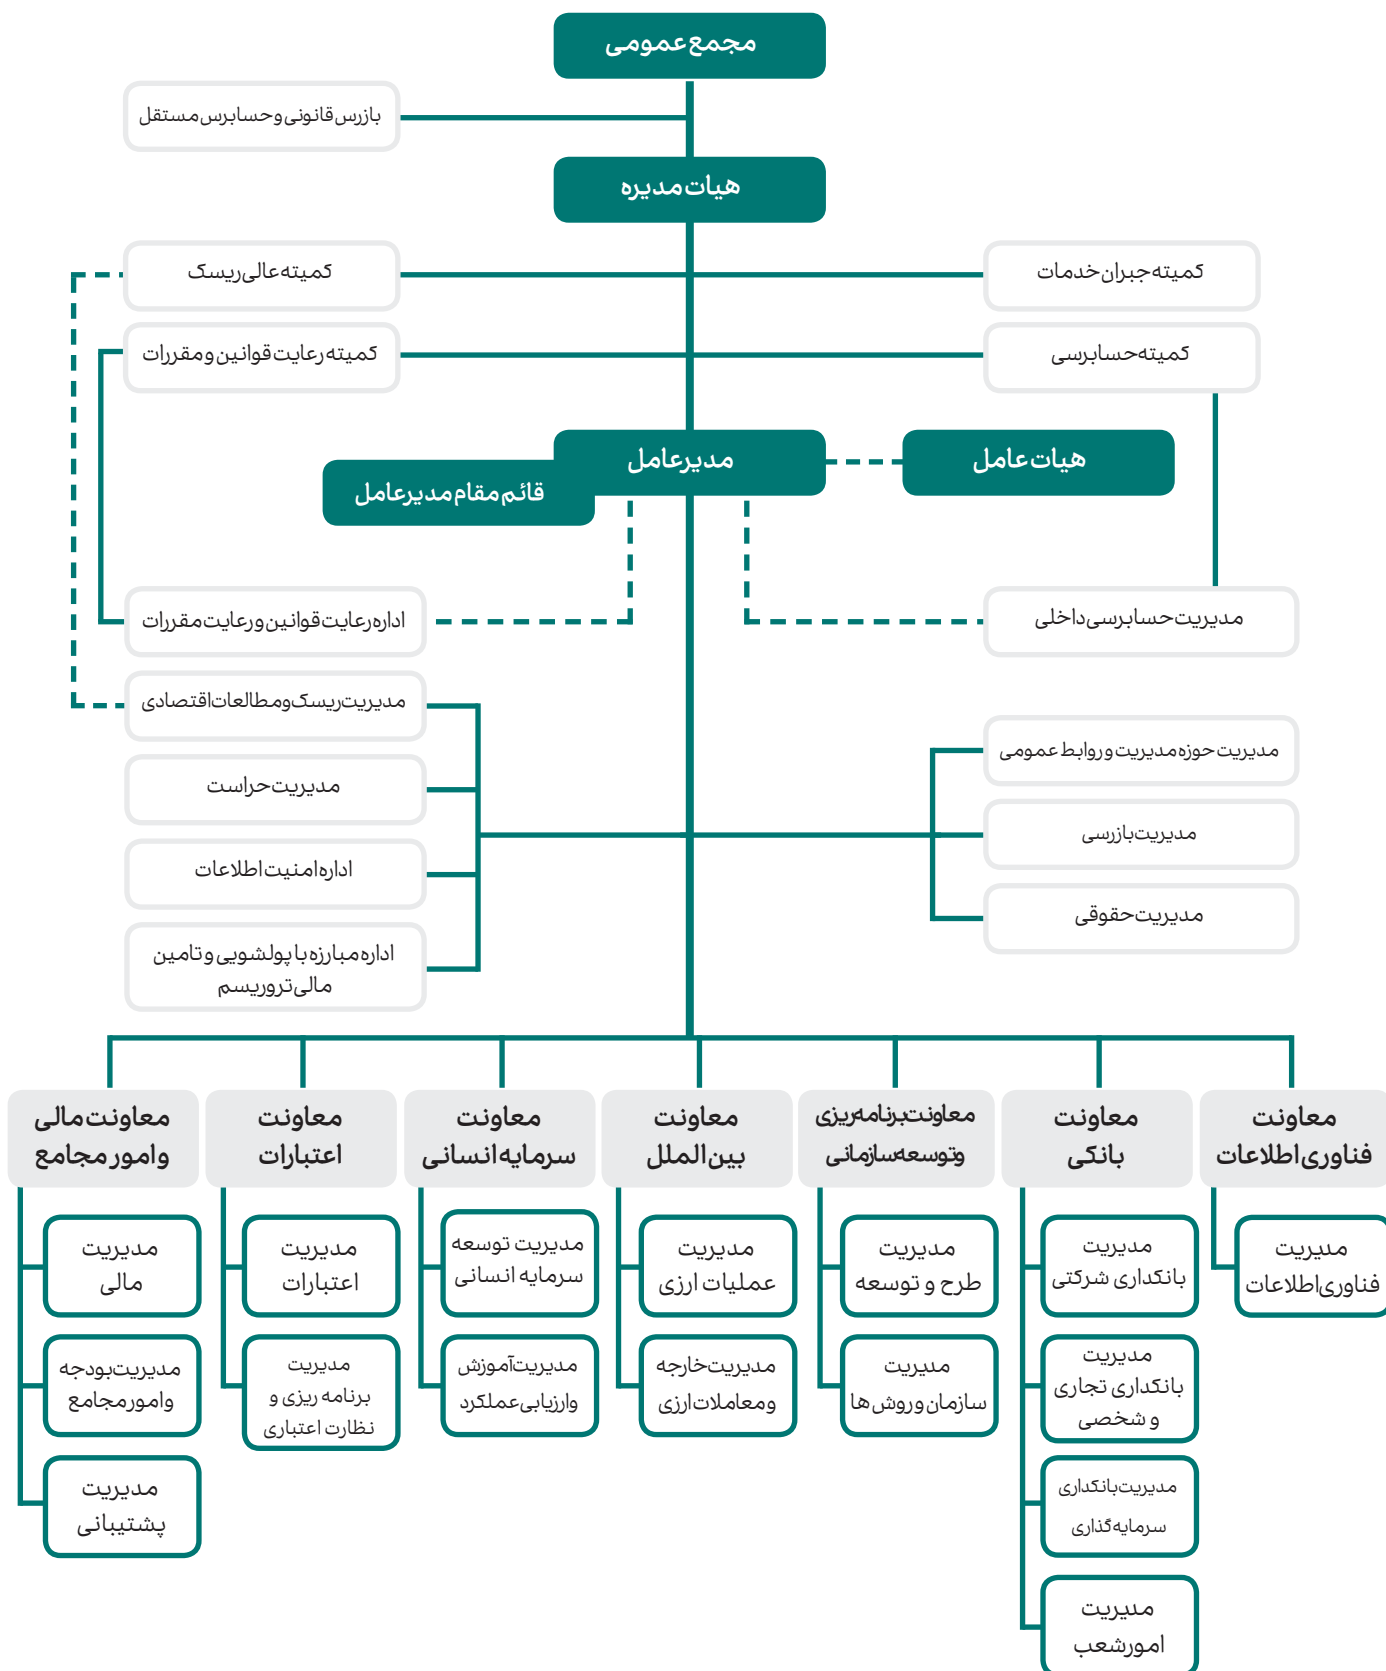 مجمع عمومی
بازرس قانونی و حسابرس مستقل
هیات مدیره
کمیته جبران خدمات
کمیته عالی ریسک
کمیته حسابرسی
کمیته رعایت قوانین و مقررات
هیات عامل
مدیرعامل
قائم مقام مدیرعامل
مدیریت حسابرسی داخلی
اداره رعایت قوانین و رعایت مقررات
مدیریت ریسک و مطالعات اقتصادی
مدیریت حوزه مدیریت و روابط عمومی
مدیریت حراست
مدیریت بازرسی
اداره امنیت اطلاعات
مدیریت حقوقی
اداره مبارزه با پولشویی و تامین
مالی تروریسم
معاونت
فناوری اطلاعات
مدیریت
فناوری اطلاعات
معاونت
بانکی
مدیریت
بانکداری شرکتی
مدیریت
بانکداری تجاری
و شخصی
مدیریت بانکداری
سرمایه گذاری
مدیریت
امور شعب
معاونت برنامه ریزی
و توسعه سازمانی
مدیریت
طرح و توسعه
مدیریت
سازمان و روش ها
معاونت
بین الملل
مدیریت
عملیات ارزی
مدیریت خارجه
و معاملات ارزی
معاونت
سرمایه انسانی
مدیریت توسعه
سرمایه انسانی
مدیریت آموزش
و ارزیابی عملکرد
معاونت
اعتبارات
مدیریت
اعتبارات
مدیریت
برنامه ریزی و
نظارت اعتباری
معاونت مالی
و امور مجامع
مدیریت
مالی
مدیریت بودجه
و امور مجامع
مدیریت
پشتیبانی